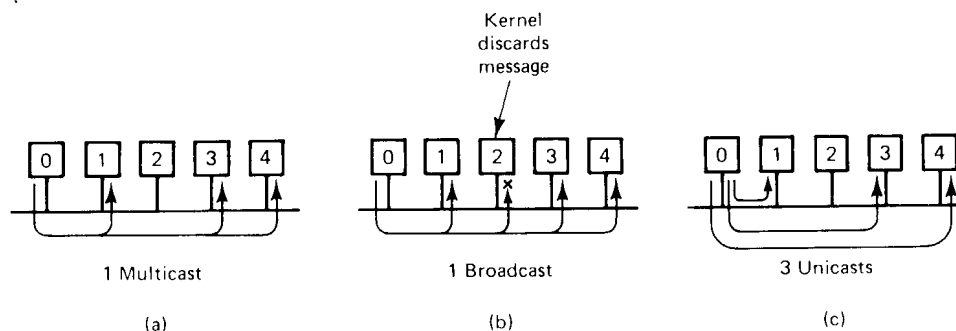 Kernel
discards
message
0 1 2 3 4
0 1 2 3 4
0 1 2 3 4
1 Multicast
1 Broadcast
3 Unicasts
(a)
(b)
(c)